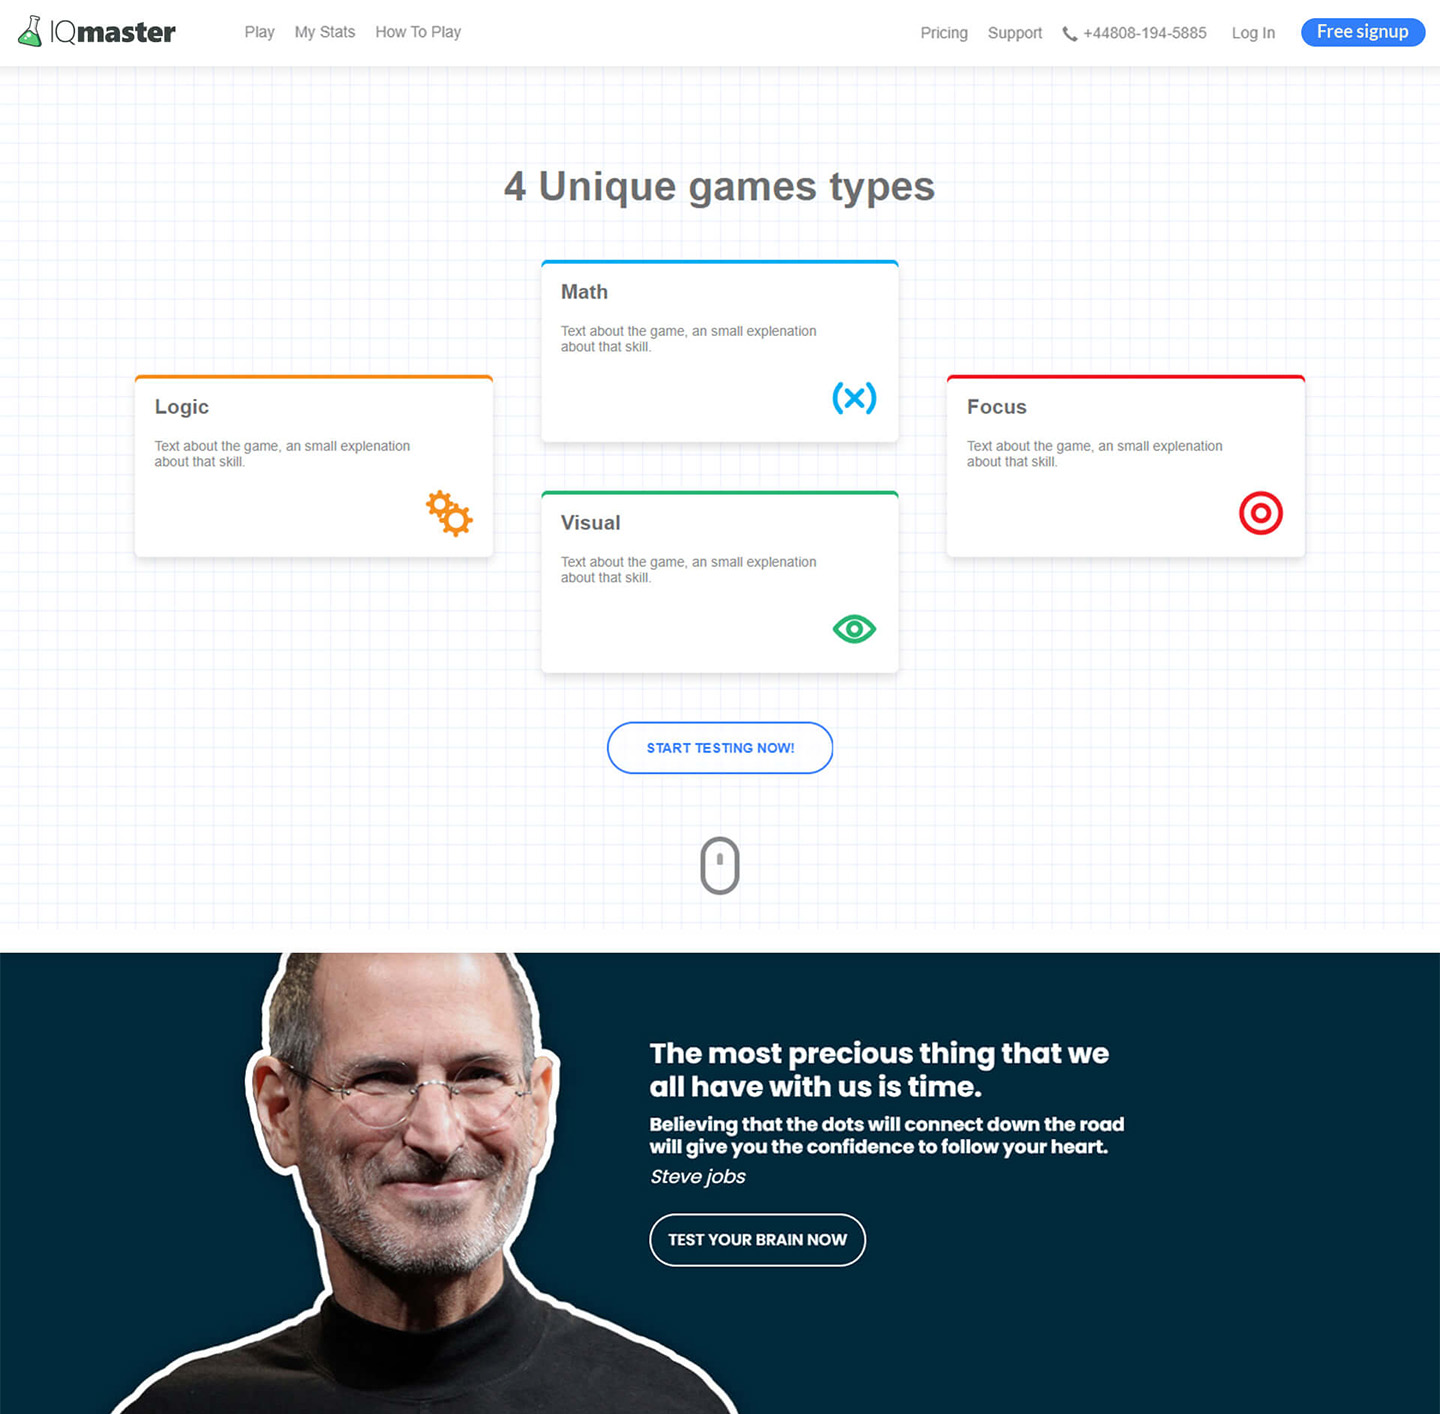 IQmaster
Play
My Stats
How To Play
Pricing
Support
+44808-194-5885
Log In
Free signup
4 Unique games types
Math
Text about the game, an small explenation
about that skill.
Logic
Text about the game, an small explenation
about that skill.
Focus
Text about the game, an small explenation
about that skill.
Visual
Text about the game, an small explenation
about that skill.
START TESTING NOW!
The most precious thing that we
all have with us is time.
Believing that the dots will connect down the road
will give you the confidence to follow your heart.
Steve jobs
TEST YOUR BRAIN NOW